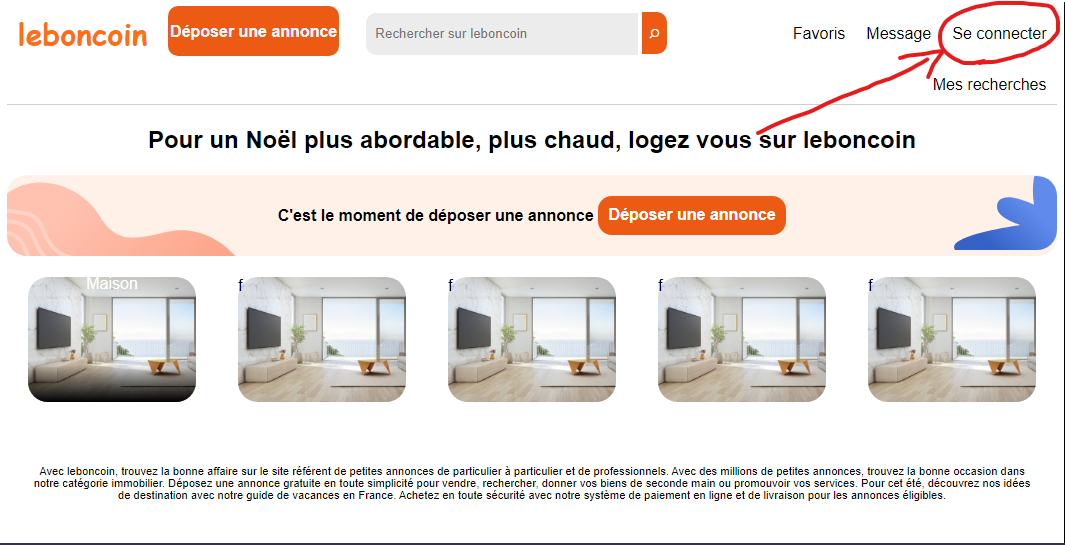 leboncoin
Déposer une annonce
Rechercher sur leboncoin
Favoris
Message
Se connecter
Mes recherches
Pour un Noël plus abordable, plus chaud, logez vous sur leboncoin
C'est le moment de déposer une annonce
Déposer une annonce
Maison
f
f
f
f
Avec leboncoin, trouvez la bonne affaire sur le site référent de petites annonces de particulier à particulier et de professionnels. Avec des millions de petites annonces, trouvez la bonne occasion dans
notre catégorie immobilier. Déposez une annonce gratuite en toute simplicité pour vendre, rechercher, donner vos biens de seconde main ou promouvoir vos services. Pour cet été, découvrez nos idées
de destination avec notre guide de vacances en France. Achetez en toute sécurité avec notre système de paiement en ligne et de livraison pour les annonces éligibles.